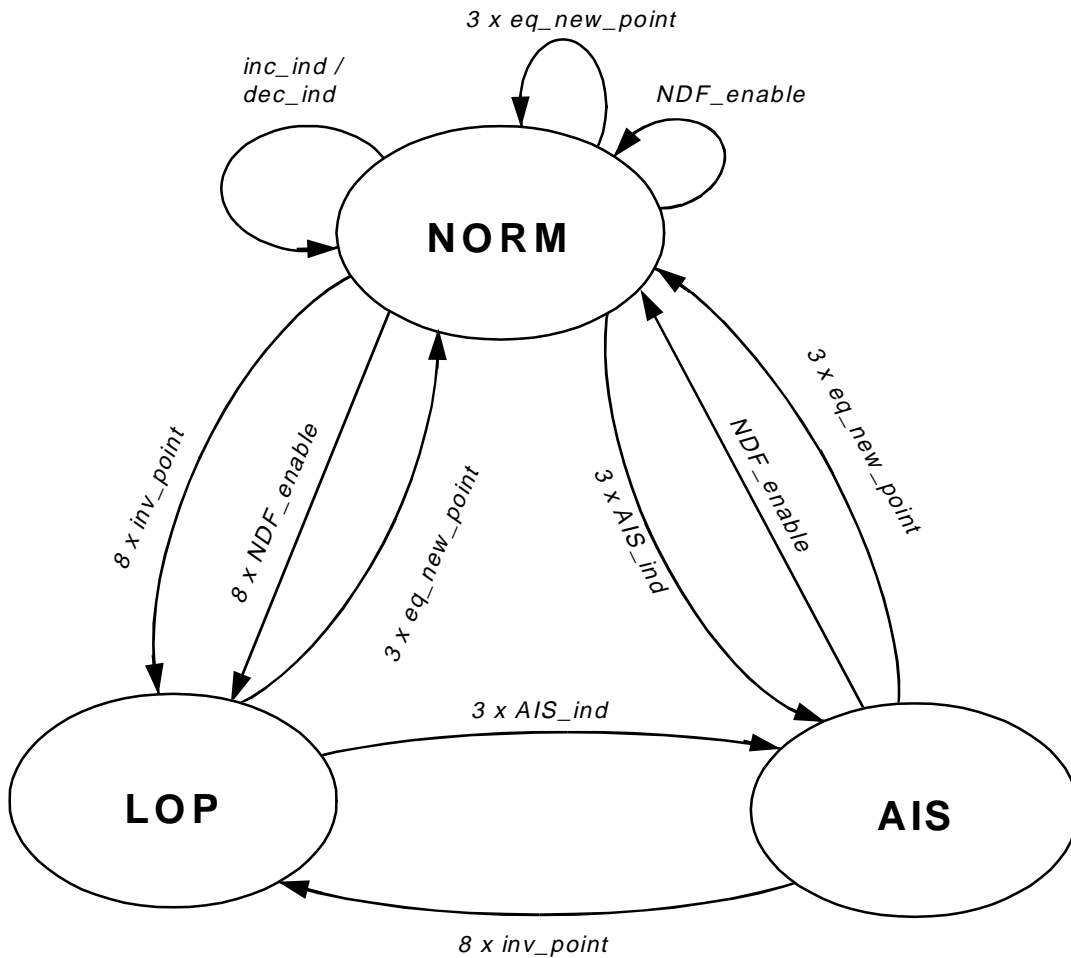 3 x eq_new_point
inc_ind /
dec_ind
NDF_enable
NORM
3 x eq_new_point
8 x inv_point
8 x NDF_enable
3 x eq_new_point
3 x AIS_ind
NDF_enable
3 x AIS_ind
LOP
AIS
8 x inv_point